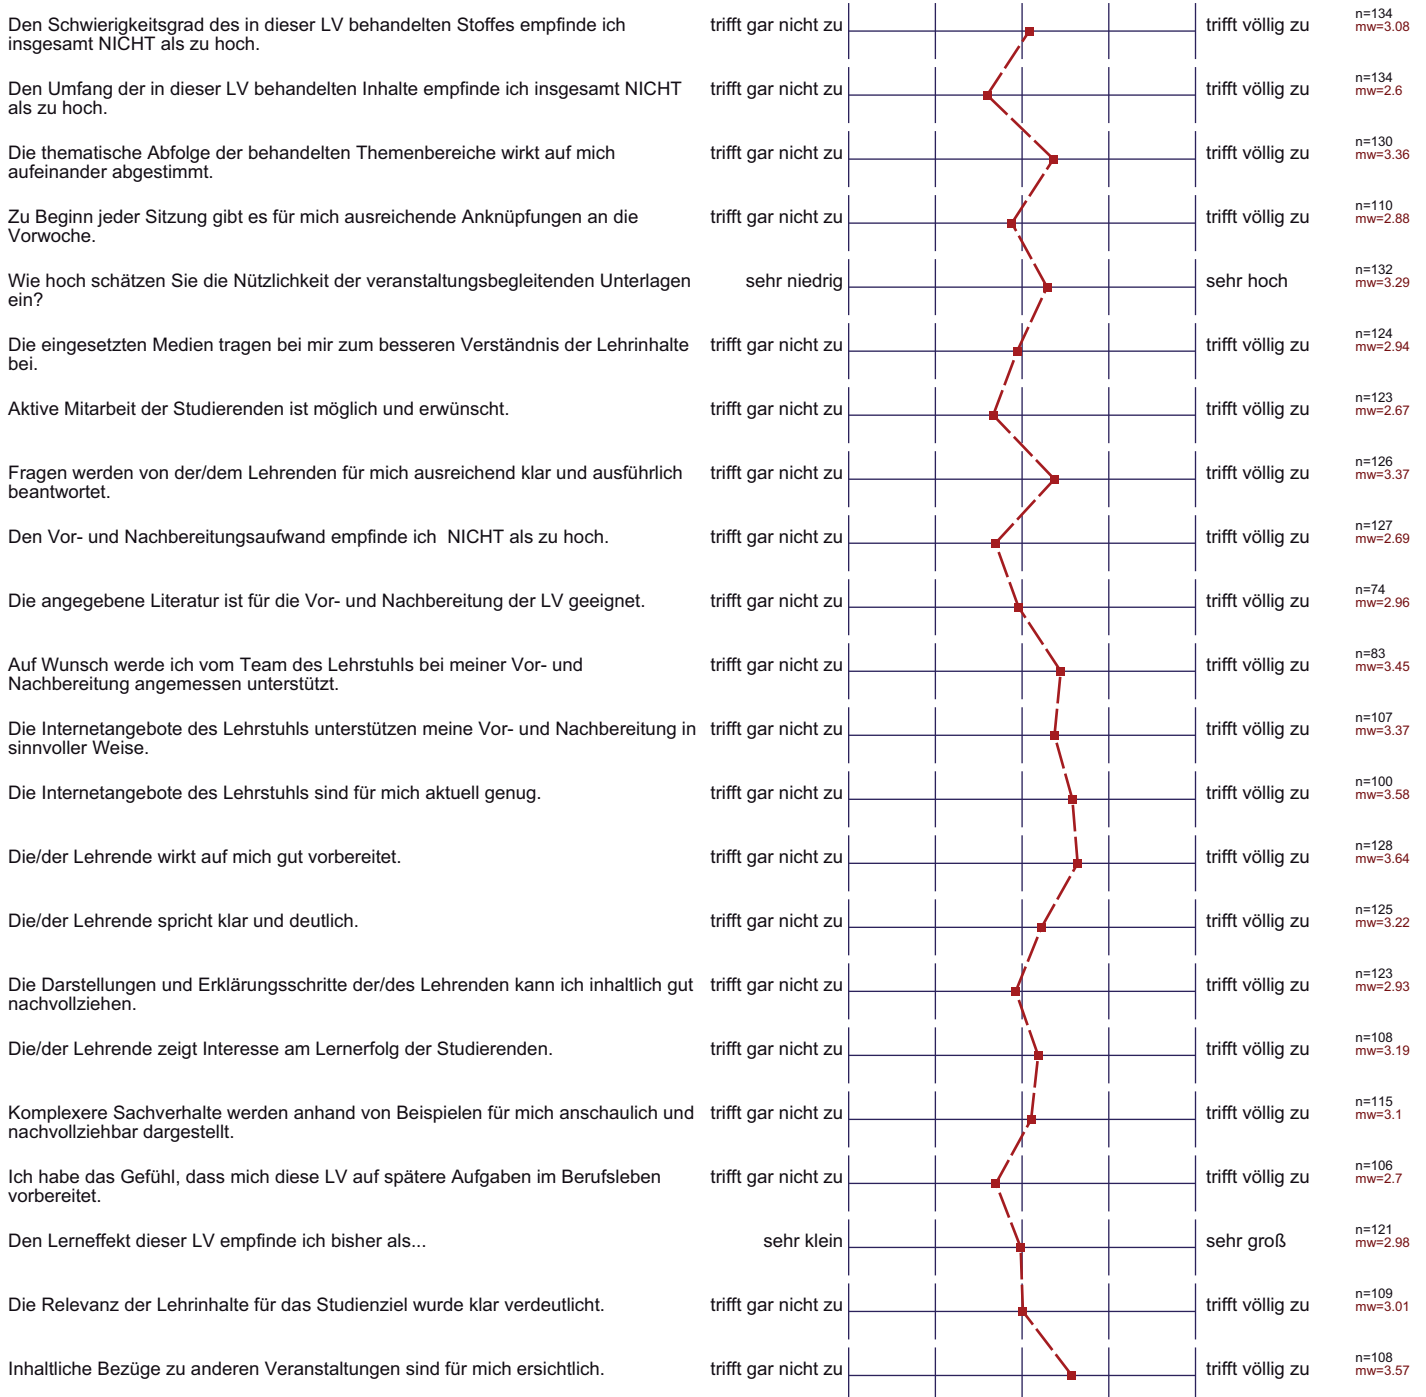 Den Schwierigkeitsgrad des in dieser LV behandelten Stoffes empfinde ich
insgesamt NICHT als zu hoch.
trifft gar nicht zu
trifft völlig zu
n=134
mw=3.08
Den Umfang der in dieser LV behandelten Inhalte empfinde ich insgesamt NICHT
als zu hoch.
trifft gar nicht zu
trifft völlig zu
n=134
mw=2.6
Die thematische Abfolge der behandelten Themenbereiche wirkt auf mich
aufeinander abgestimmt.
trifft gar nicht zu
trifft völlig zu
n=130
mw=3.36
Zu Beginn jeder Sitzung gibt es für mich ausreichende Anknüpfungen an die
Vorwoche.
trifft gar nicht zu
trifft völlig zu
n=110
mw=2.88
Wie hoch schätzen Sie die Nützlichkeit der veranstaltungsbegleitenden Unterlagen
ein?
sehr niedrig
sehr hoch
n=132
mw=3.29
Die eingesetzten Medien tragen bei mir zum besseren Verständnis der Lehrinhalte
bei.
trifft gar nicht zu
trifft völlig zu
n=124
mw=2.94
Aktive Mitarbeit der Studierenden ist möglich und erwünscht.
trifft gar nicht zu
trifft völlig zu
n=123
mw=2.67
Fragen werden von der/dem Lehrenden für mich ausreichend klar und ausführlich
beantwortet.
trifft gar nicht zu
trifft völlig zu
n=126
mw=3.37
Den Vor- und Nachbereitungsaufwand empfinde ich  NICHT als zu hoch.
trifft gar nicht zu
trifft völlig zu
n=127
mw=2.69
Die angegebene Literatur ist für die Vor- und Nachbereitung der LV geeignet.
trifft gar nicht zu
trifft völlig zu
n=74
mw=2.96
Auf Wunsch werde ich vom Team des Lehrstuhls bei meiner Vor- und
Nachbereitung angemessen unterstützt.
trifft gar nicht zu
trifft völlig zu
n=83
mw=3.45
Die Internetangebote des Lehrstuhls unterstützen meine Vor- und Nachbereitung in
sinnvoller Weise.
trifft gar nicht zu
trifft völlig zu
n=107
mw=3.37
Die Internetangebote des Lehrstuhls sind für mich aktuell genug.
trifft gar nicht zu
trifft völlig zu
n=100
mw=3.58
Die/der Lehrende wirkt auf mich gut vorbereitet.
trifft gar nicht zu
trifft völlig zu
n=128
mw=3.64
Die/der Lehrende spricht klar und deutlich.
trifft gar nicht zu
trifft völlig zu
n=125
mw=3.22
Die Darstellungen und Erklärungsschritte der/des Lehrenden kann ich inhaltlich gut
nachvollziehen.
trifft gar nicht zu
trifft völlig zu
n=123
mw=2.93
Die/der Lehrende zeigt Interesse am Lernerfolg der Studierenden.
trifft gar nicht zu
trifft völlig zu
n=108
mw=3.19
Komplexere Sachverhalte werden anhand von Beispielen für mich anschaulich und
nachvollziehbar dargestellt.
trifft gar nicht zu
trifft völlig zu
n=115
mw=3.1
Ich habe das Gefühl, dass mich diese LV auf spätere Aufgaben im Berufsleben
vorbereitet.
trifft gar nicht zu
trifft völlig zu
n=106
mw=2.7
Den Lerneffekt dieser LV empfinde ich bisher als...
sehr klein
sehr groß
n=121
mw=2.98
Die Relevanz der Lehrinhalte für das Studienziel wurde klar verdeutlicht.
trifft gar nicht zu
trifft völlig zu
n=109
mw=3.01
Inhaltliche Bezüge zu anderen Veranstaltungen sind für mich ersichtlich.
trifft gar nicht zu
trifft völlig zu
n=108
mw=3.57